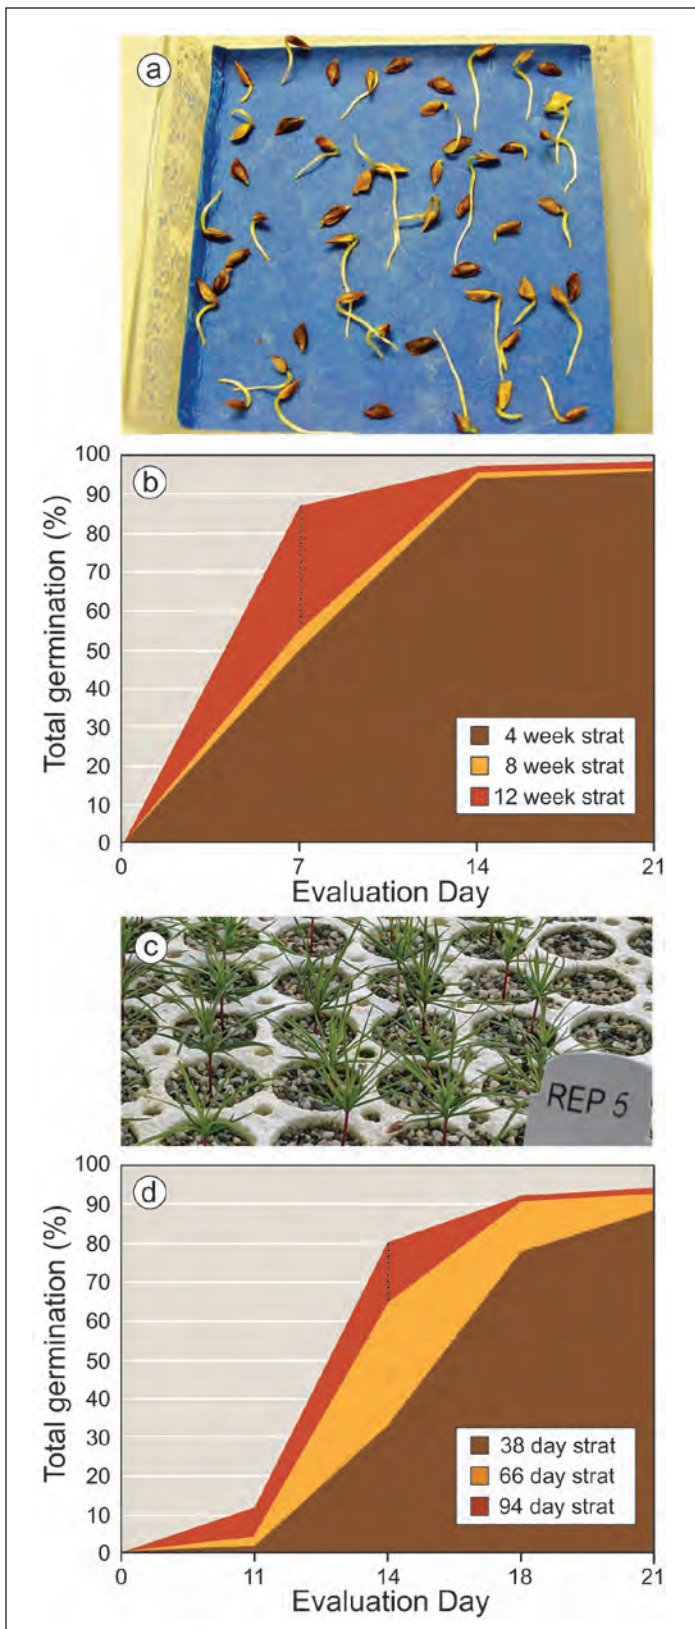 a
100
b
90
80
70
60
50
40
30
20
10
0
Total germination (%)
4 week strat
8 week strat
12 week strat
0 7 14 21
Evaluation Day
c
REP 5
100
d
90
80
70
60
50
40
30
20
10
0
Total germination (%)
38 day strat
66 day strat
94 day strat
0 11 14 18 21
Evaluation Day